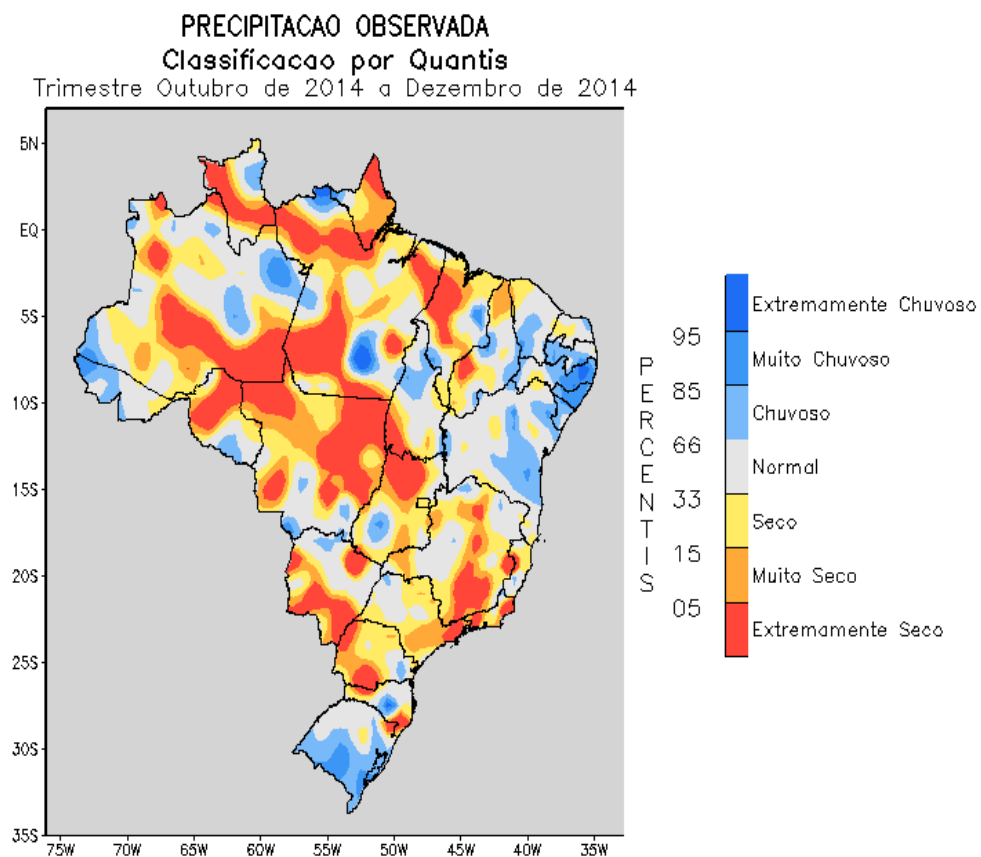 PRECIPITACAO OBSERVADA
Classificacao por Quantis
Trimestre Outubro de 2014 a Dezembro de 2014
5N
EQ
5S
10S
15S
20S
25S
30S
35S
75W 70W 65W 60W 55W 50W 45W 40W 35W
PERCENTIS
95
85
66
33
15
05
Extremamente Chuvoso
Muito Chuvoso
Chuvoso
Normal
Seco
Muito Seco
Extremamente Seco